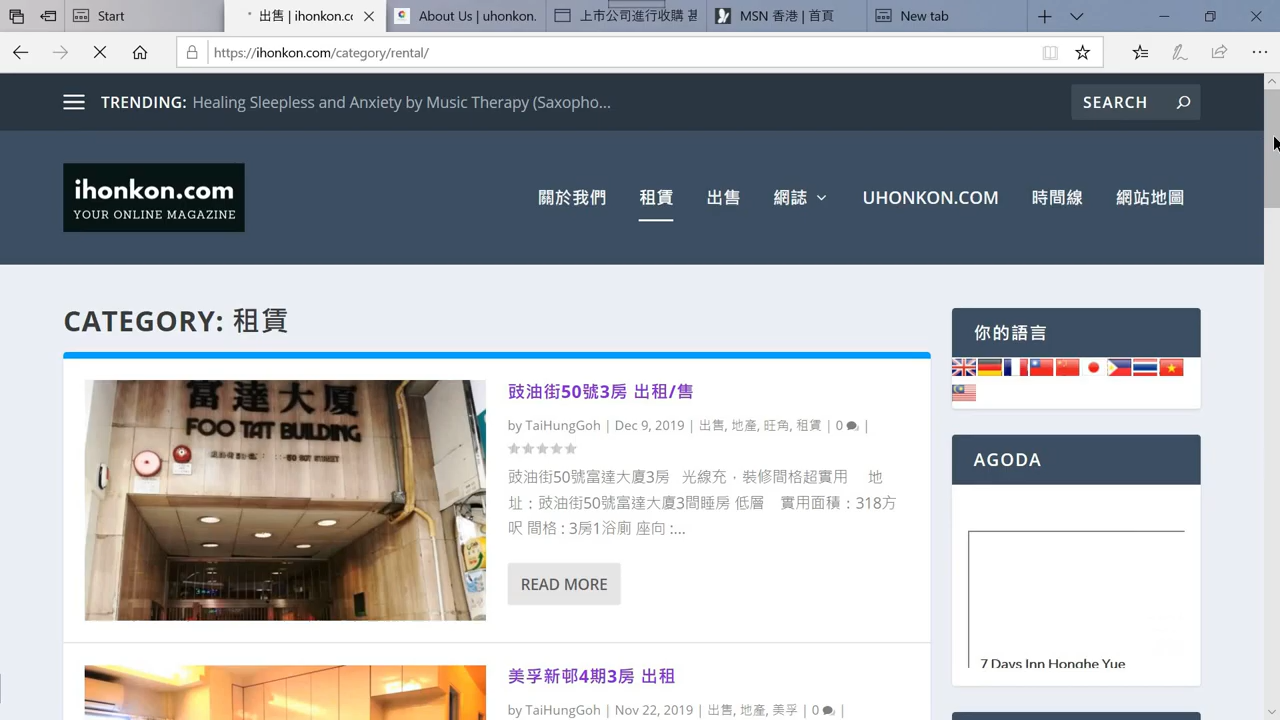 Start
出售 | ihonkon.co
About Us | uhonkon.
上市公司進行收購 甚
MSN 香港 | 首頁
New tab
https://ihonkon.com/category/rental/
TRENDING: Healing Sleepless and Anxiety by Music Therapy (Saxopho...
SEARCH
ihonkon.com
YOUR ONLINE MAGAZINE
關於我們
租賃
出售
網誌
UHONKON.COM
時間線
網站地圖
CATEGORY: 租賃
富達大厦
FOO TAT BUILDING
豉油街50號3房 出租/售
by TaiHungGoh | Dec 9, 2019 | 出售, 地產, 旺角, 租賃 | 0 |
豉油街50號富達大廈3房 光線充，裝修間格超實用 地
址：豉油街50號富達大廈3間睡房 低層 實用面積：318方
呎 間格 : 3房1浴廁 座向 :...
READ MORE
美孚新邨4期3房 出租
by TaiHungGoh | Nov 22, 2019 | 出售, 地產, 美孚 | 0 |
你的語言
AGODA
7 Days Inn Honghe Yue